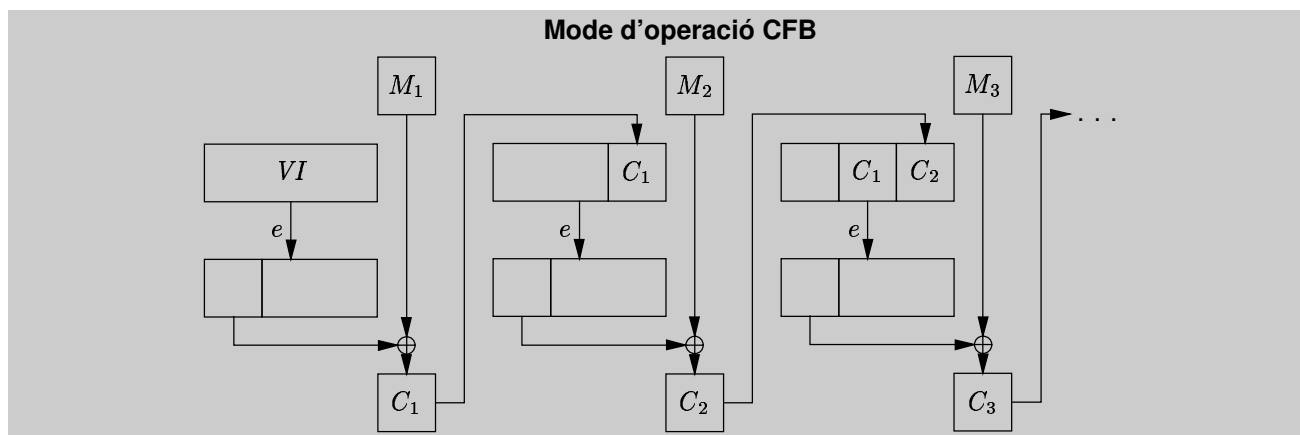 Mode d'operació CFB
M1 M2 M3
. . .
VI C1 C1 C2
e e e
C1 C2 C3